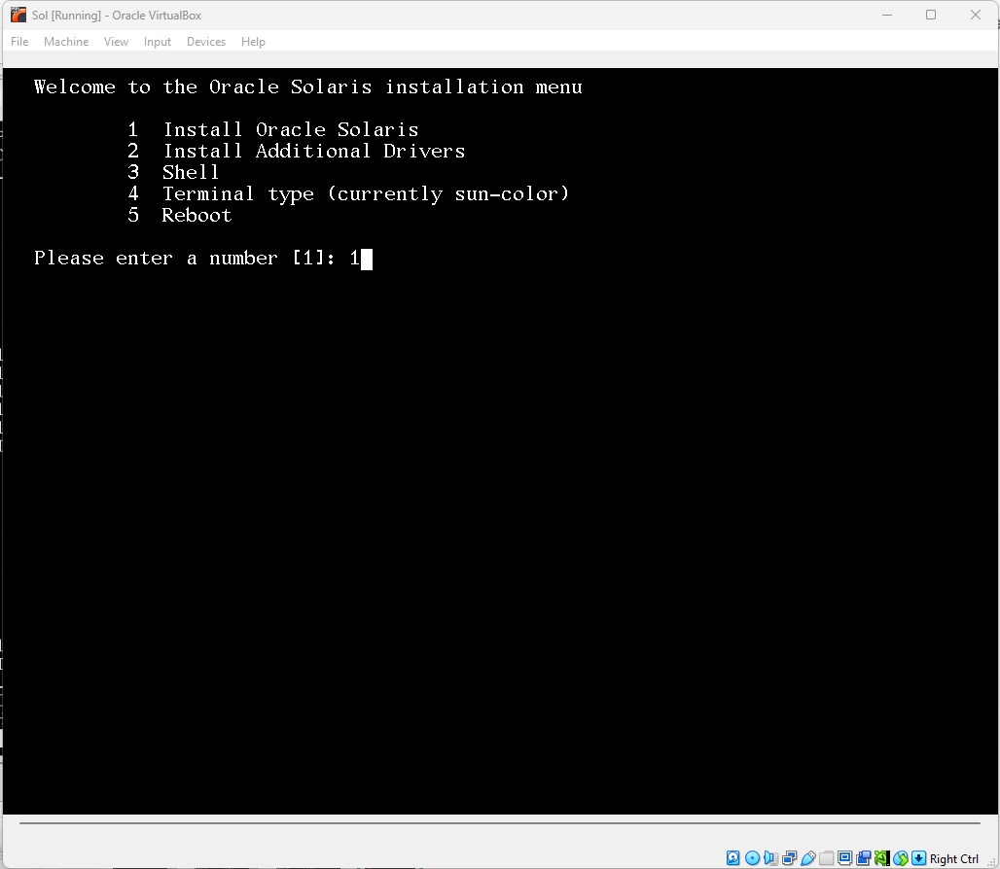 Sol [Running] - Oracle VirtualBox
File Machine View Input Devices Help
Welcome to the Oracle Solaris installation menu
1 Install Oracle Solaris
2 Install Additional Drivers
3 Shell
4 Terminal type (currently sun-color)
5 Reboot
Please enter a number [1]: 1
Right Ctrl